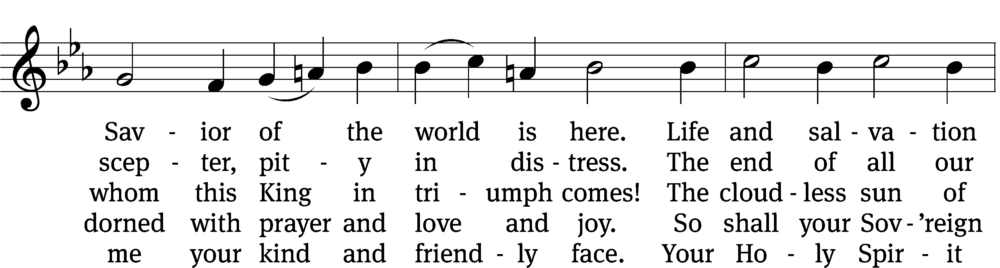 Sav - ior of the world is here. Life and sal - va - tion
scep - ter, pit - y in dis - tress. The end of all our
whom this King in tri - umph comes! The cloud - less sun of
dorned with prayer and love and joy. So shall your Sov - ’reign
me your kind and friend - ly face. Your Ho - ly Spir - it